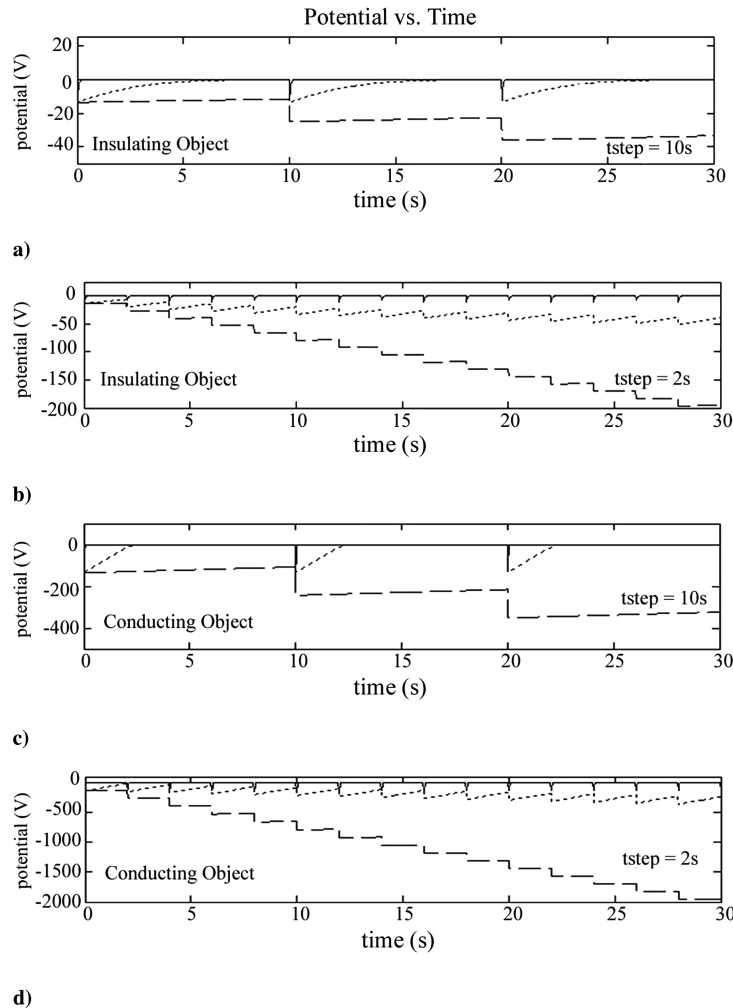 Potential vs. Time
20
0
-20
-40
potential (V)
Insulating Object
tstep = 10s
0 5 10 15 20 25 30
time (s)
a)
0
-50
-100
-150
-200
potential (V)
Insulating Object
tstep = 2s
0 5 10 15 20 25 30
time (s)
b)
0
-200
-400
potential (V)
tstep = 10s
Conducting Object
0 5 10 15 20 25 30
time (s)
c)
0
-500
-1000
-1500
-2000
potential (V)
tstep = 2s
Conducting Object
0 5 10 15 20 25 30
time (s)
d)